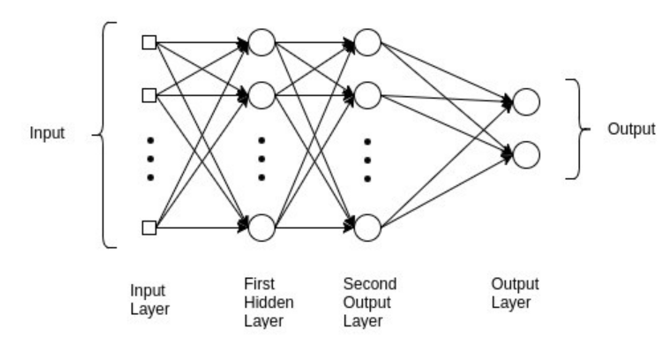 Input
Output
Input
Layer
First
Hidden
Layer
Second
Output
Layer
Output
Layer